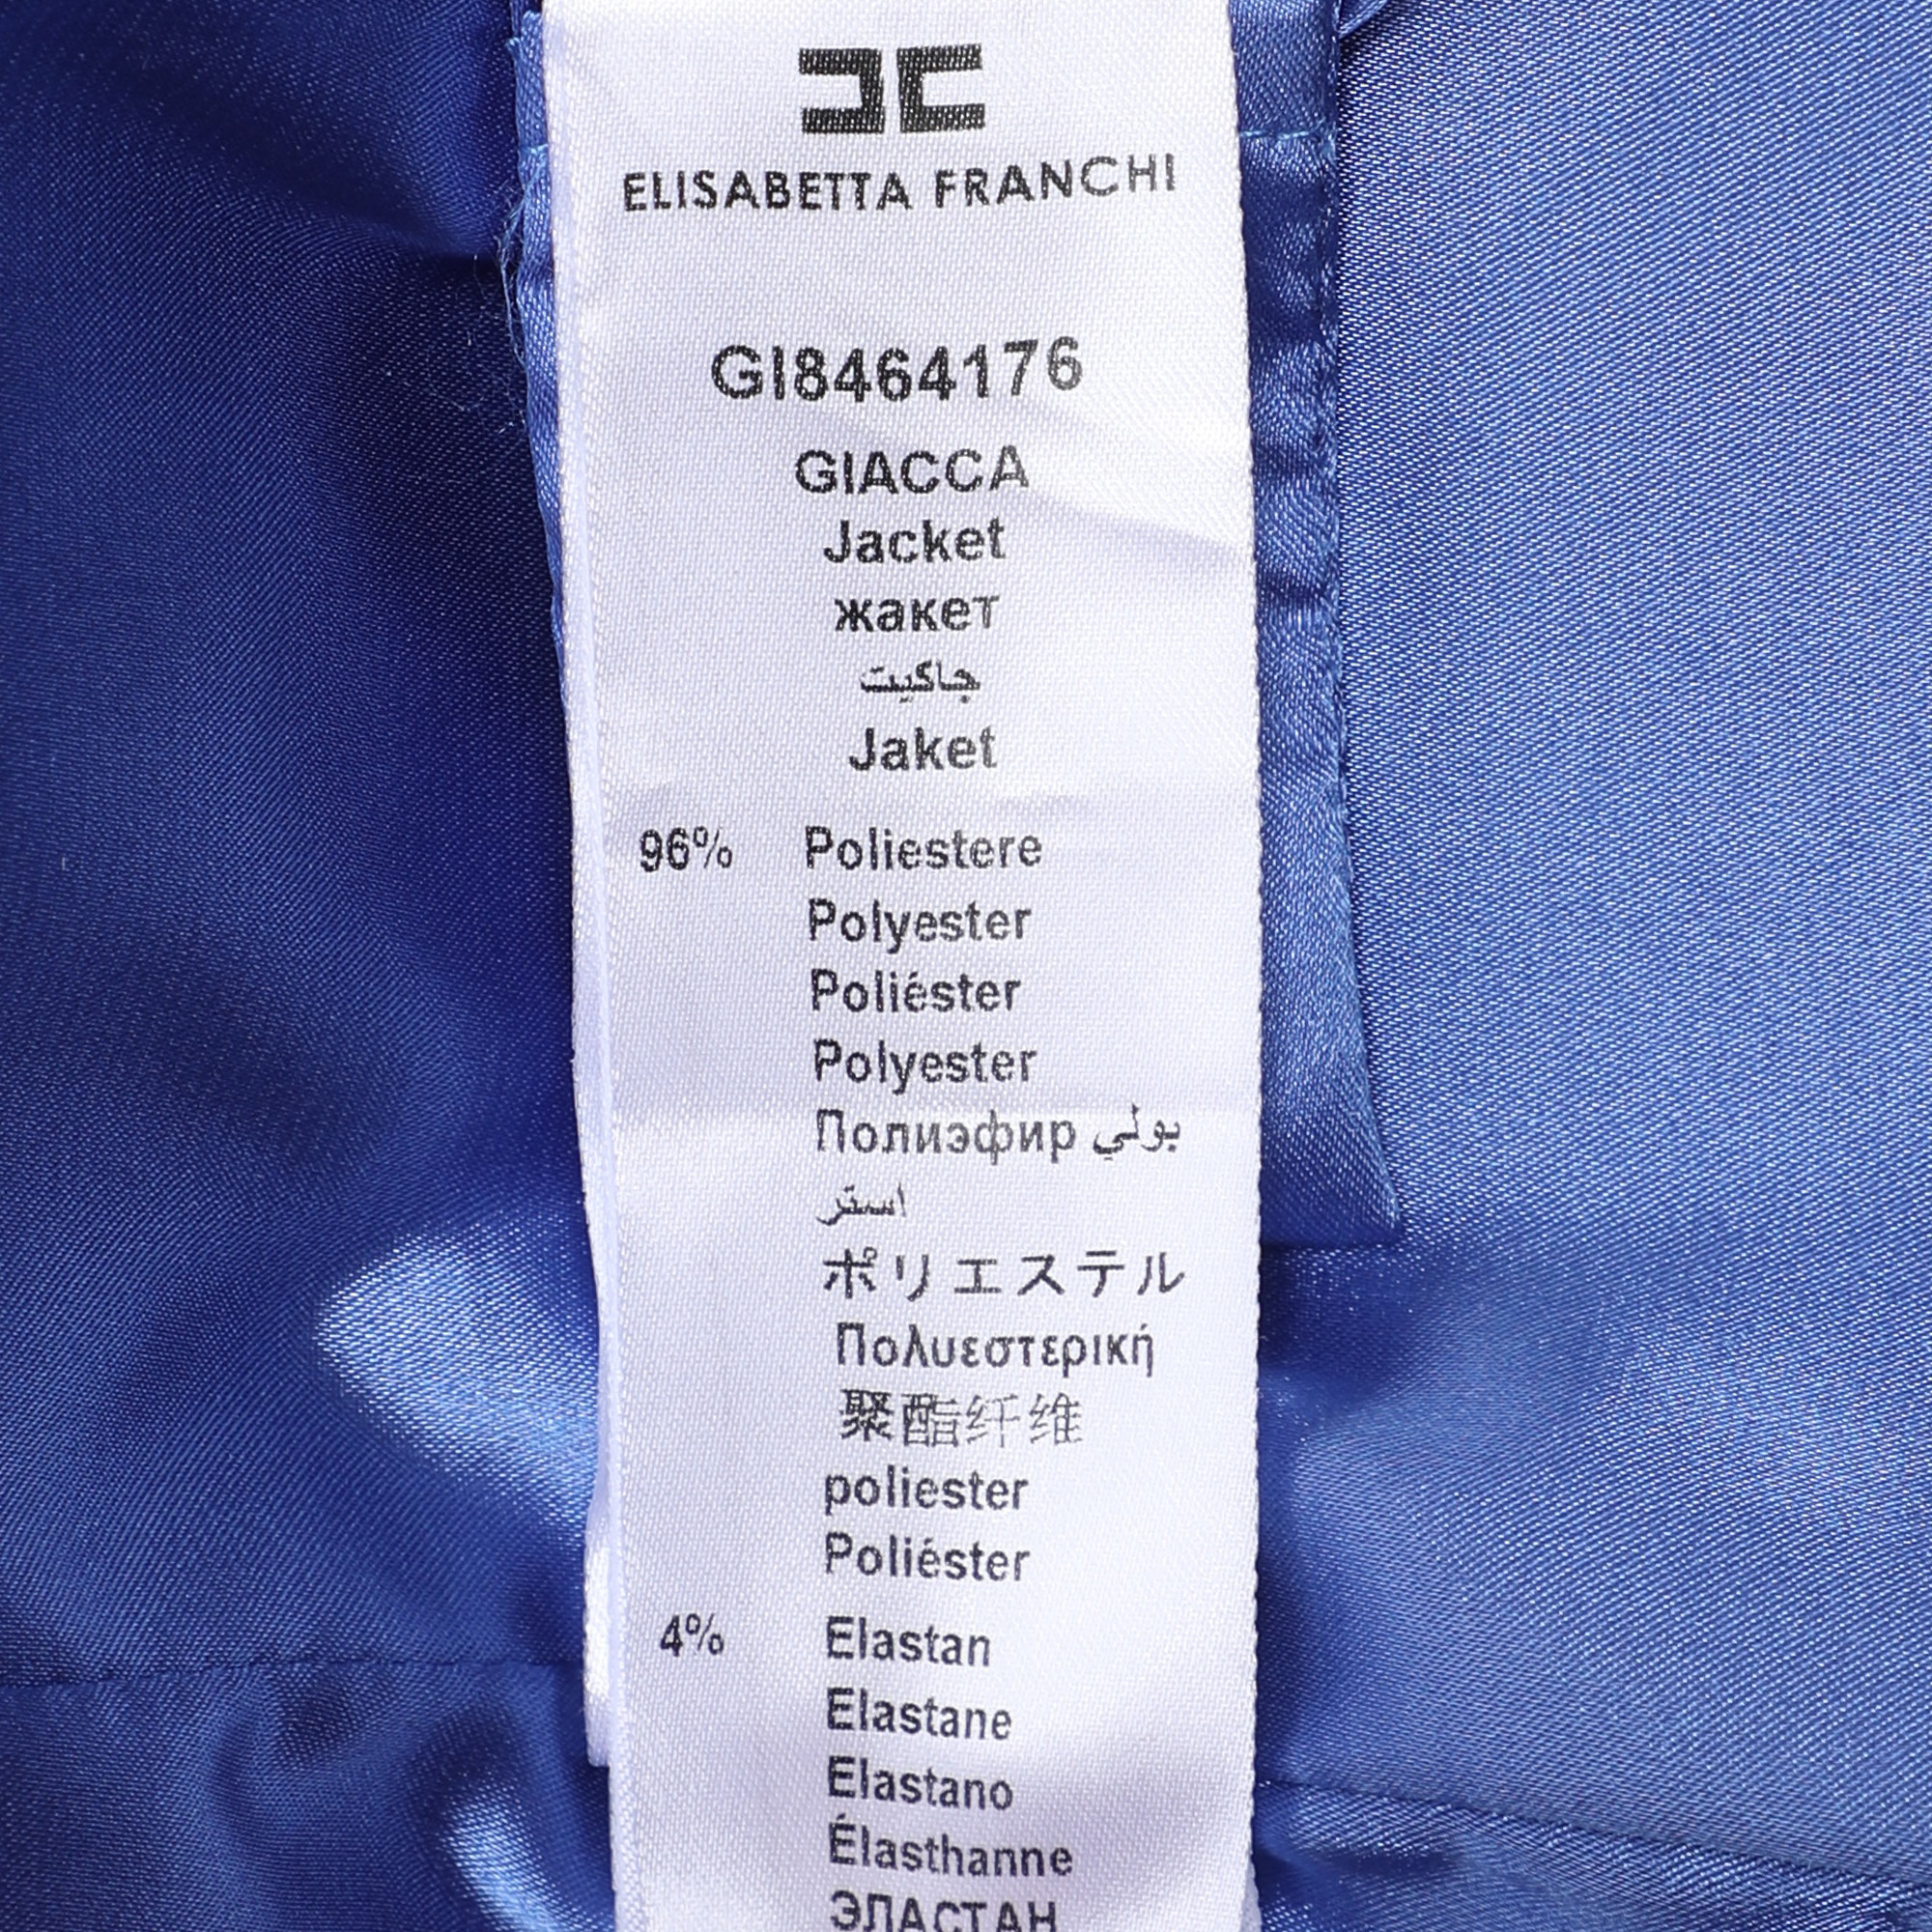 ELISABETTA FRANCHI
GI8464176
GIACCA
Jacket
жакет
جاكيت
Jaket
96% Poliestere
Polyester
Poliéster
Polyester
Полиэфир بولي
استر
ポリエステル
Πολυεστερική
聚酯纤维
poliester
Poliéster
4% Elastan
Elastane
Elastano
Élasthanne
ЭЛАСТАН